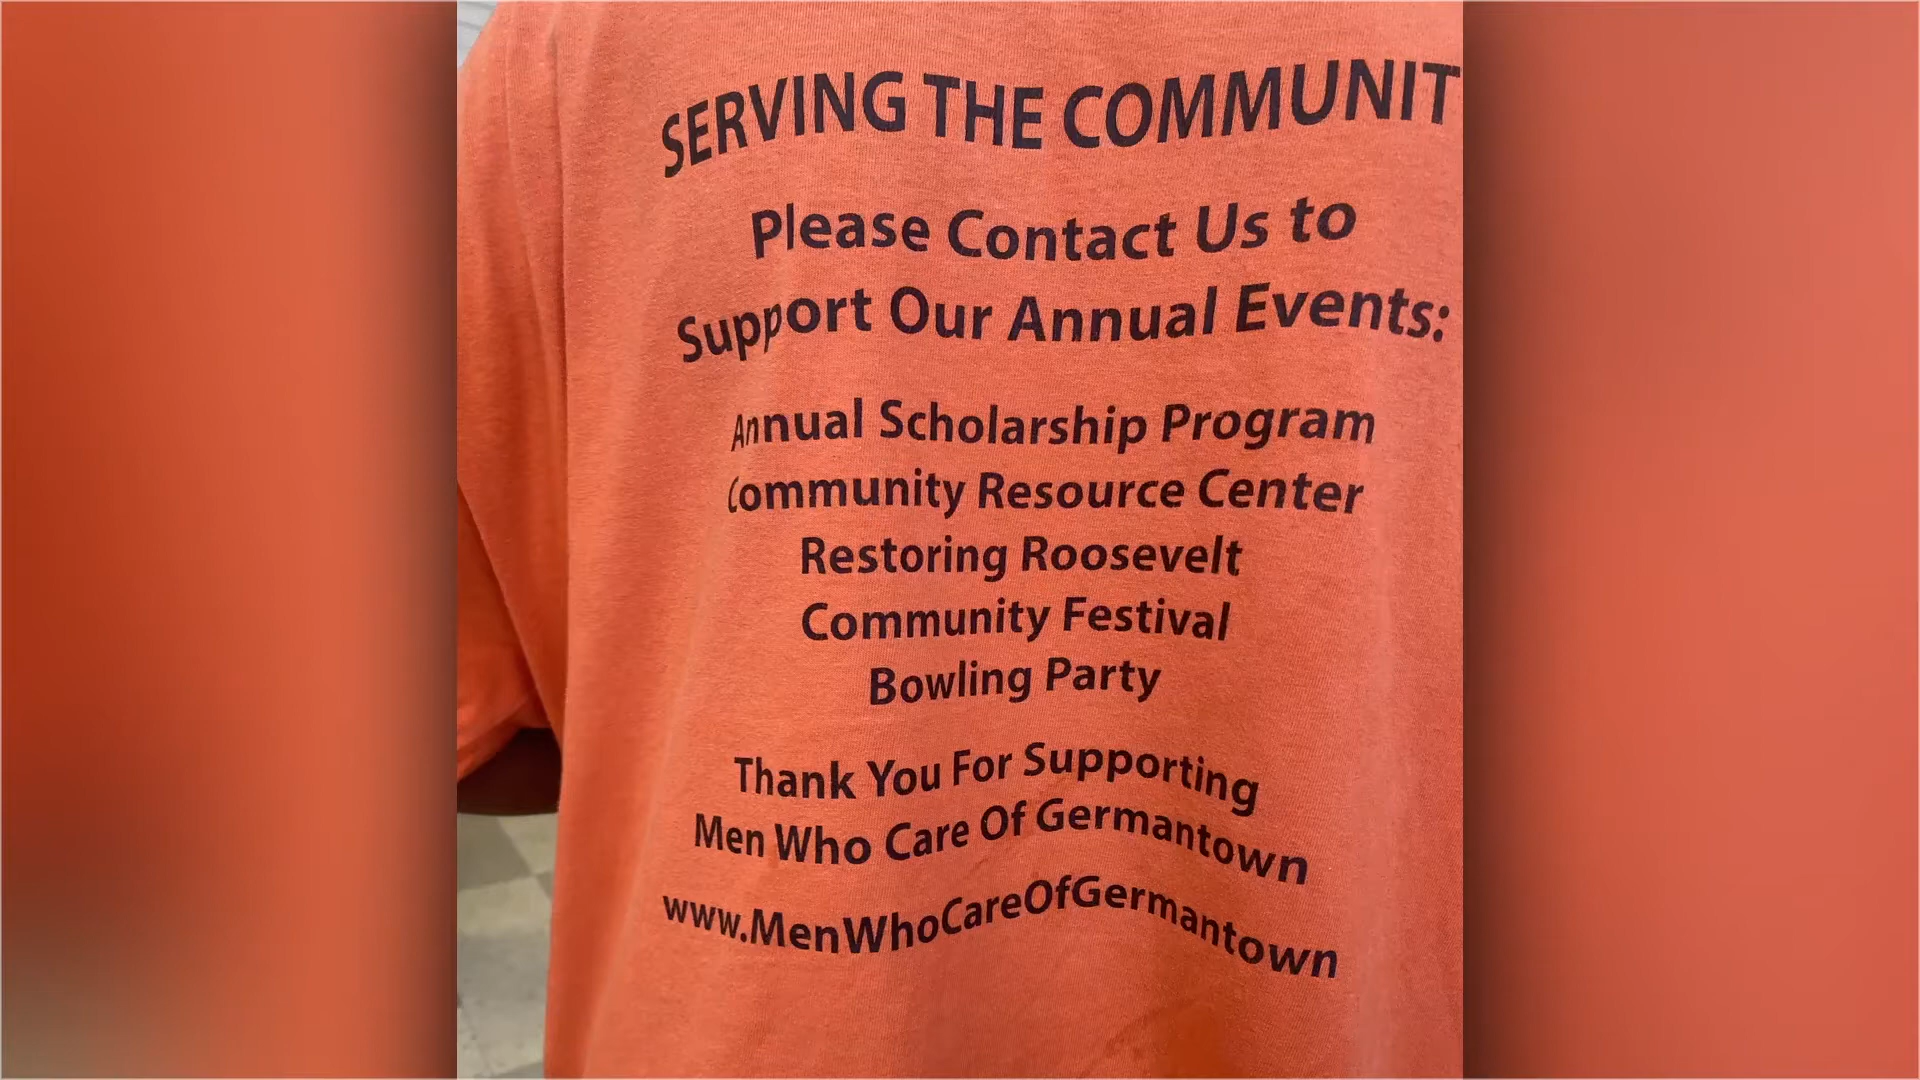 SERVING THE COMMUNIT
Please Contact Us to
Support Our Annual Events:
Annual Scholarship Program
Community Resource Center
Restoring Roosevelt
Community Festival
Bowling Party
Thank You For Supporting
Men Who Care Of Germantown
www.MenWhoCareOfGermantown